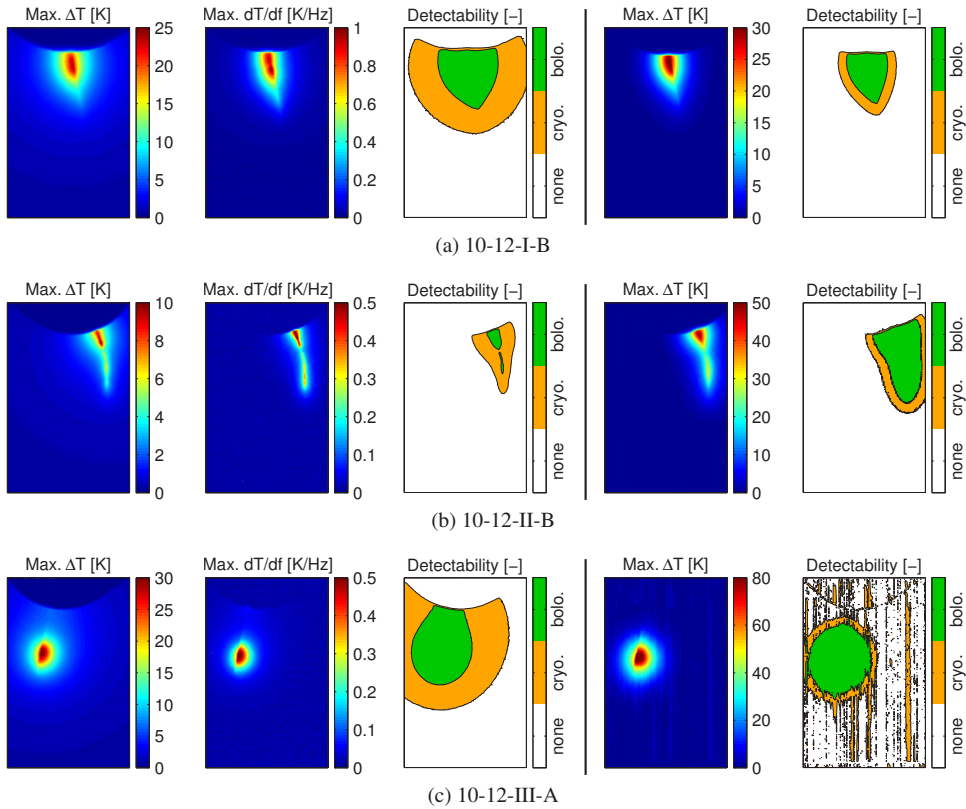 Max. ΔT [K] Max. dT/df [K/Hz] Detectability [–] Max. ΔT [K] Detectability [–]
25 20 15 10 5 0
1 0.8 0.6 0.4 0.2 0
bolo. cryo. none
30 25 20 15 10 5 0
bolo. cryo. none
(a) 10-12-I-B
Max. ΔT [K] Max. dT/df [K/Hz] Detectability [–] Max. ΔT [K] Detectability [–]
10 8 6 4 2 0
0.5 0.4 0.3 0.2 0.1 0
bolo. cryo. none
50 40 30 20 10 0
bolo. cryo. none
(b) 10-12-II-B
Max. ΔT [K] Max. dT/df [K/Hz] Detectability [–] Max. ΔT [K] Detectability [–]
30 25 20 15 10 5 0
0.5 0.4 0.3 0.2 0.1 0
bolo. cryo. none
80 60 40 20 0
bolo. cryo. none
(c) 10-12-III-A